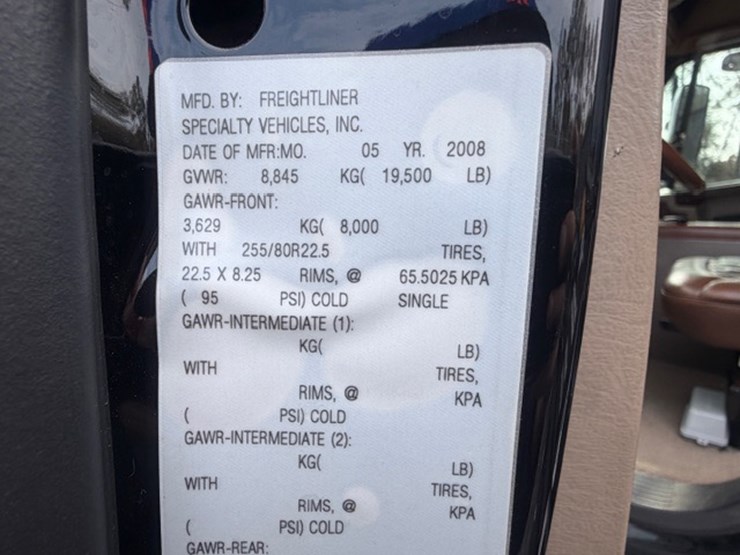 MFD. BY: FREIGHTLINER
SPECIALTY VEHICLES, INC.
DATE OF MFR:MO. 05 YR. 2008
GVWR: 8,845 KG( 19,500 LB)
GAWR-FRONT:
3,629 KG( 8,000 LB)
WITH 255/80R22.5 TIRES,
22.5 X 8.25 RIMS, @ 65.5025 KPA
( 95 PSI) COLD SINGLE
GAWR-INTERMEDIATE (1):
KG( LB)
WITH TIRES,
RIMS, @ KPA
( PSI) COLD
GAWR-INTERMEDIATE (2):
KG( LB)
WITH TIRES,
RIMS, @ KPA
( PSI) COLD
GAWR-REAR: